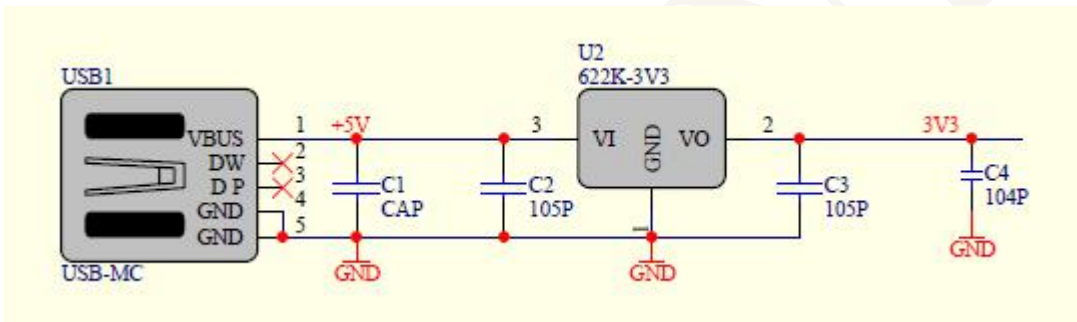 USB1
VBUS
DW
D P
GND
GND
USB-MC
1
2
3
4
5
+5V
C1
CAP
GND
C2
105P
U2
622K-3V3
3
VI
GND
VO
2
1
GND
C3
105P
3V3
C4
104P
GND